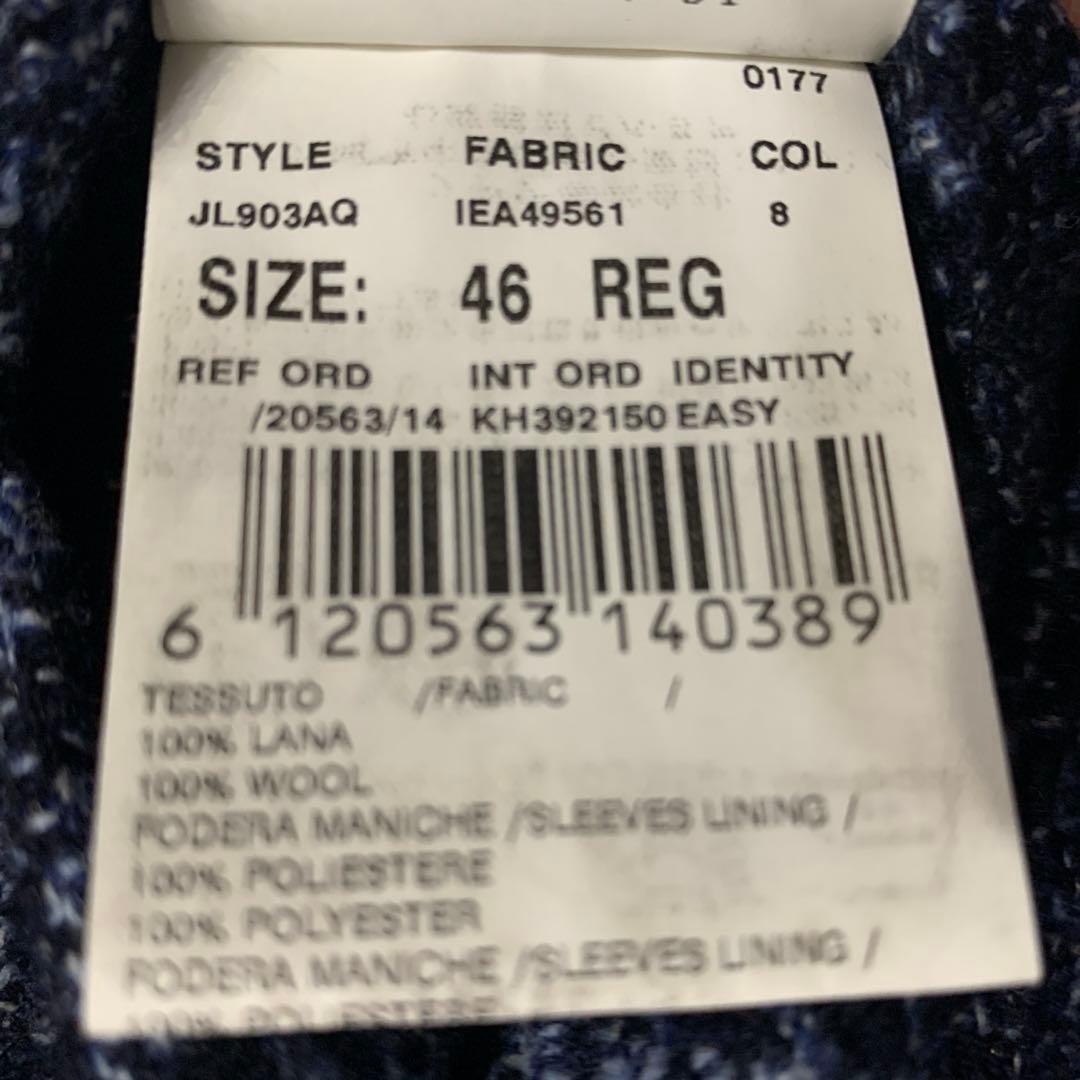 0177
STYLE FABRIC COL
JL903AQ IEA49561 8
SIZE: 46 REG
REF ORD INT ORD IDENTITY
/20563/14 KH392150 EASY
6 120563 140389
TESSUTO /FABRIC /
100% LANA
100% WOOL
FODERA MANICHE /SLEEVES LINING /
100% POLIESTERE
100% POLYESTER
FODERA MANICHE /SLEEVES LINING /
100% POLIESTERE